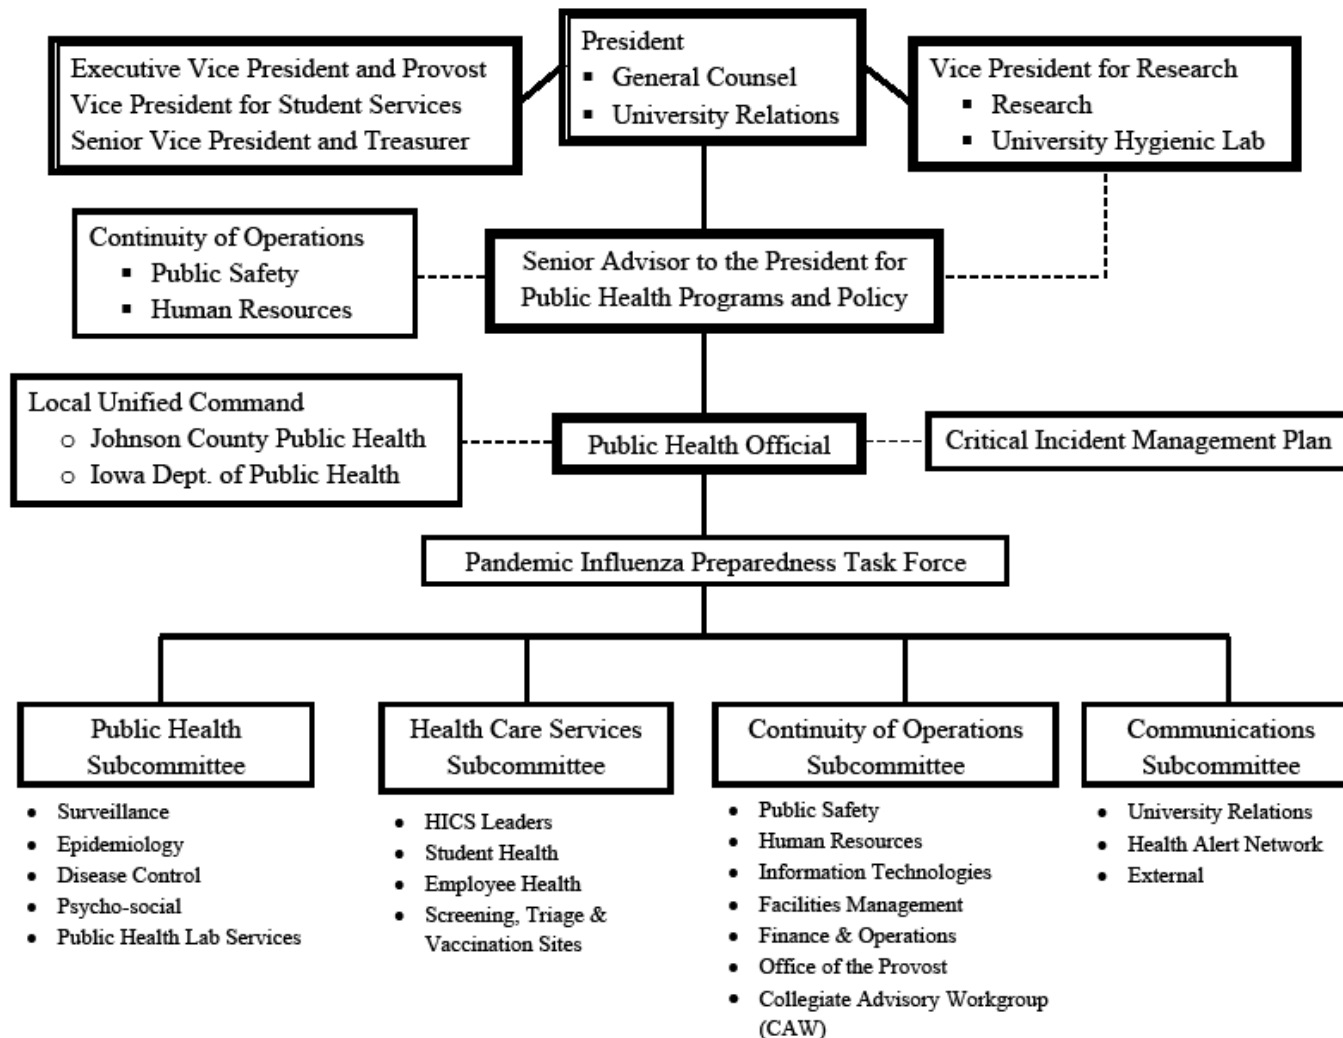 President
▪ General Counsel
▪ University Relations
Executive Vice President and Provost
Vice President for Student Services
Senior Vice President and Treasurer
Vice President for Research
▪ Research
▪ University Hygienic Lab
Continuity of Operations
▪ Public Safety
▪ Human Resources
Senior Advisor to the President for
Public Health Programs and Policy
Local Unified Command
o Johnson County Public Health
o Iowa Dept. of Public Health
Public Health Official
Critical Incident Management Plan
Pandemic Influenza Preparedness Task Force
Public Health
Subcommittee
• Surveillance
• Epidemiology
• Disease Control
• Psycho-social
• Public Health Lab Services
Health Care Services
Subcommittee
• HICS Leaders
• Student Health
• Employee Health
• Screening, Triage &
Vaccination Sites
Continuity of Operations
Subcommittee
• Public Safety
• Human Resources
• Information Technologies
• Facilities Management
• Finance & Operations
• Office of the Provost
• Collegiate Advisory Workgroup
(CAW)
Communications
Subcommittee
• University Relations
• Health Alert Network
• External